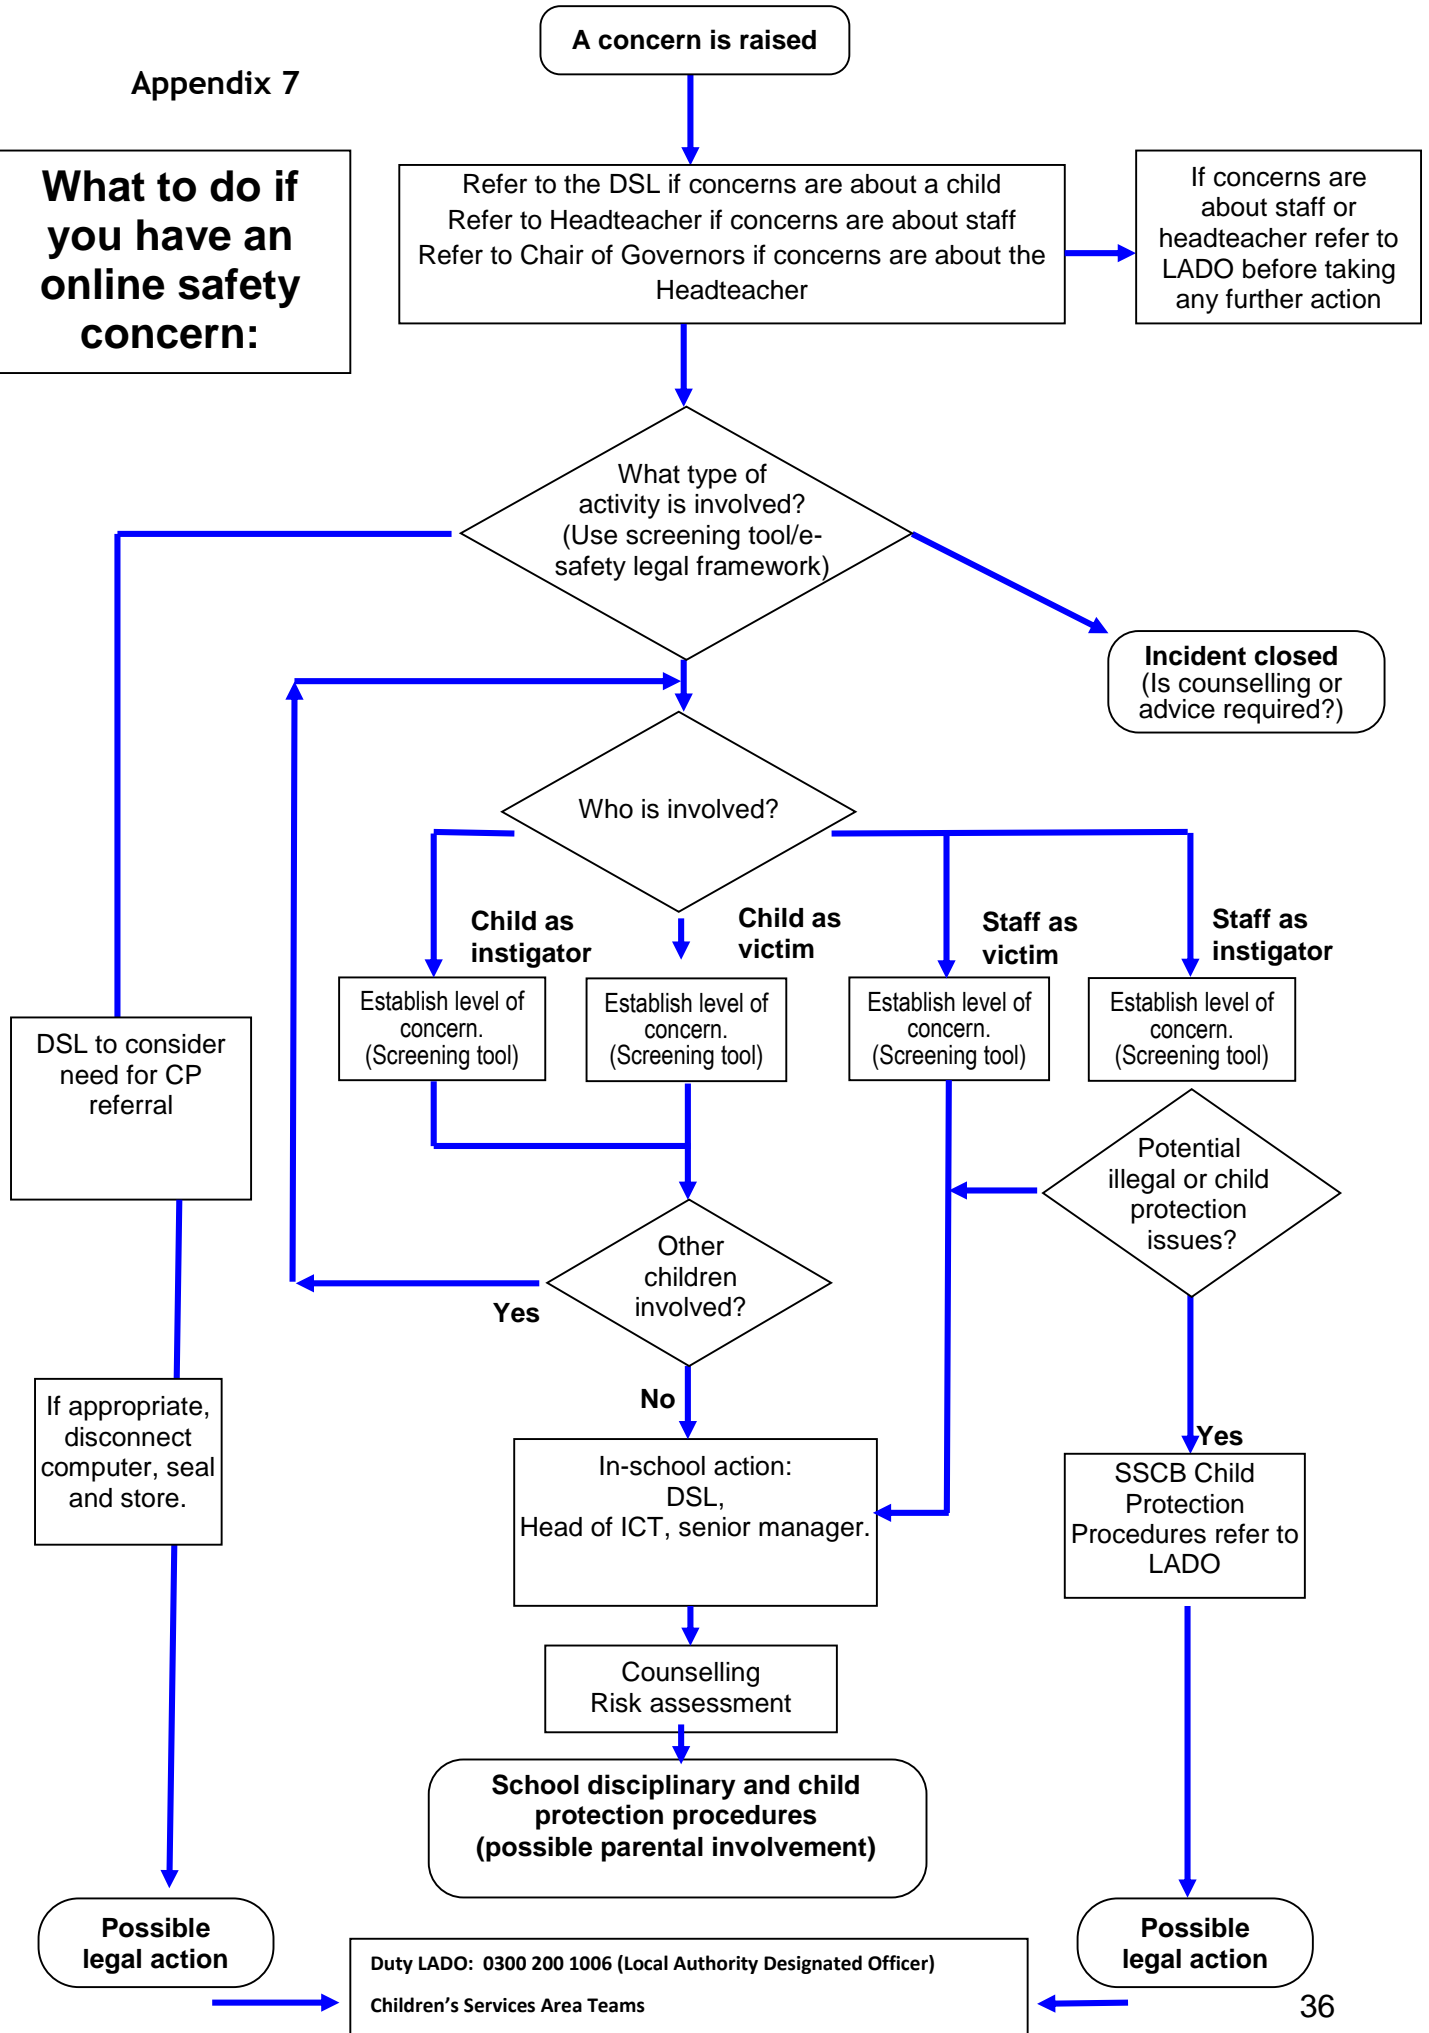 A concern is raised
Appendix 7
What to do if
you have an
online safety
concern:
Refer to the DSL if concerns are about a child
Refer to Headteacher if concerns are about staff
Refer to Chair of Governors if concerns are about the
Headteacher
If concerns are
about staff or
headteacher refer to
LADO before taking
any further action
What type of
activity is involved?
(Use screening tool/e-
safety legal framework)
Incident closed
(Is counselling or
advice required?)
Who is involved?
Child as
instigator
Child as
victim
Staff as
victim
Staff as
instigator
Establish level of
concern.
(Screening tool)
Establish level of
concern.
(Screening tool)
Establish level of
concern.
(Screening tool)
Establish level of
concern.
(Screening tool)
DSL to consider
need for CP
referral
Potential
illegal or child
protection
issues?
Other
children
involved?
Yes
No
If appropriate,
disconnect
computer, seal
and store.
In-school action:
DSL,
Head of ICT, senior manager.
Yes
SSCB Child
Protection
Procedures refer to
LADO
Counselling
Risk assessment
School disciplinary and child
protection procedures
(possible parental involvement)
Possible
legal action
Possible
legal action
Duty LADO: 0300 200 1006 (Local Authority Designated Officer)
Children’s Services Area Teams
36